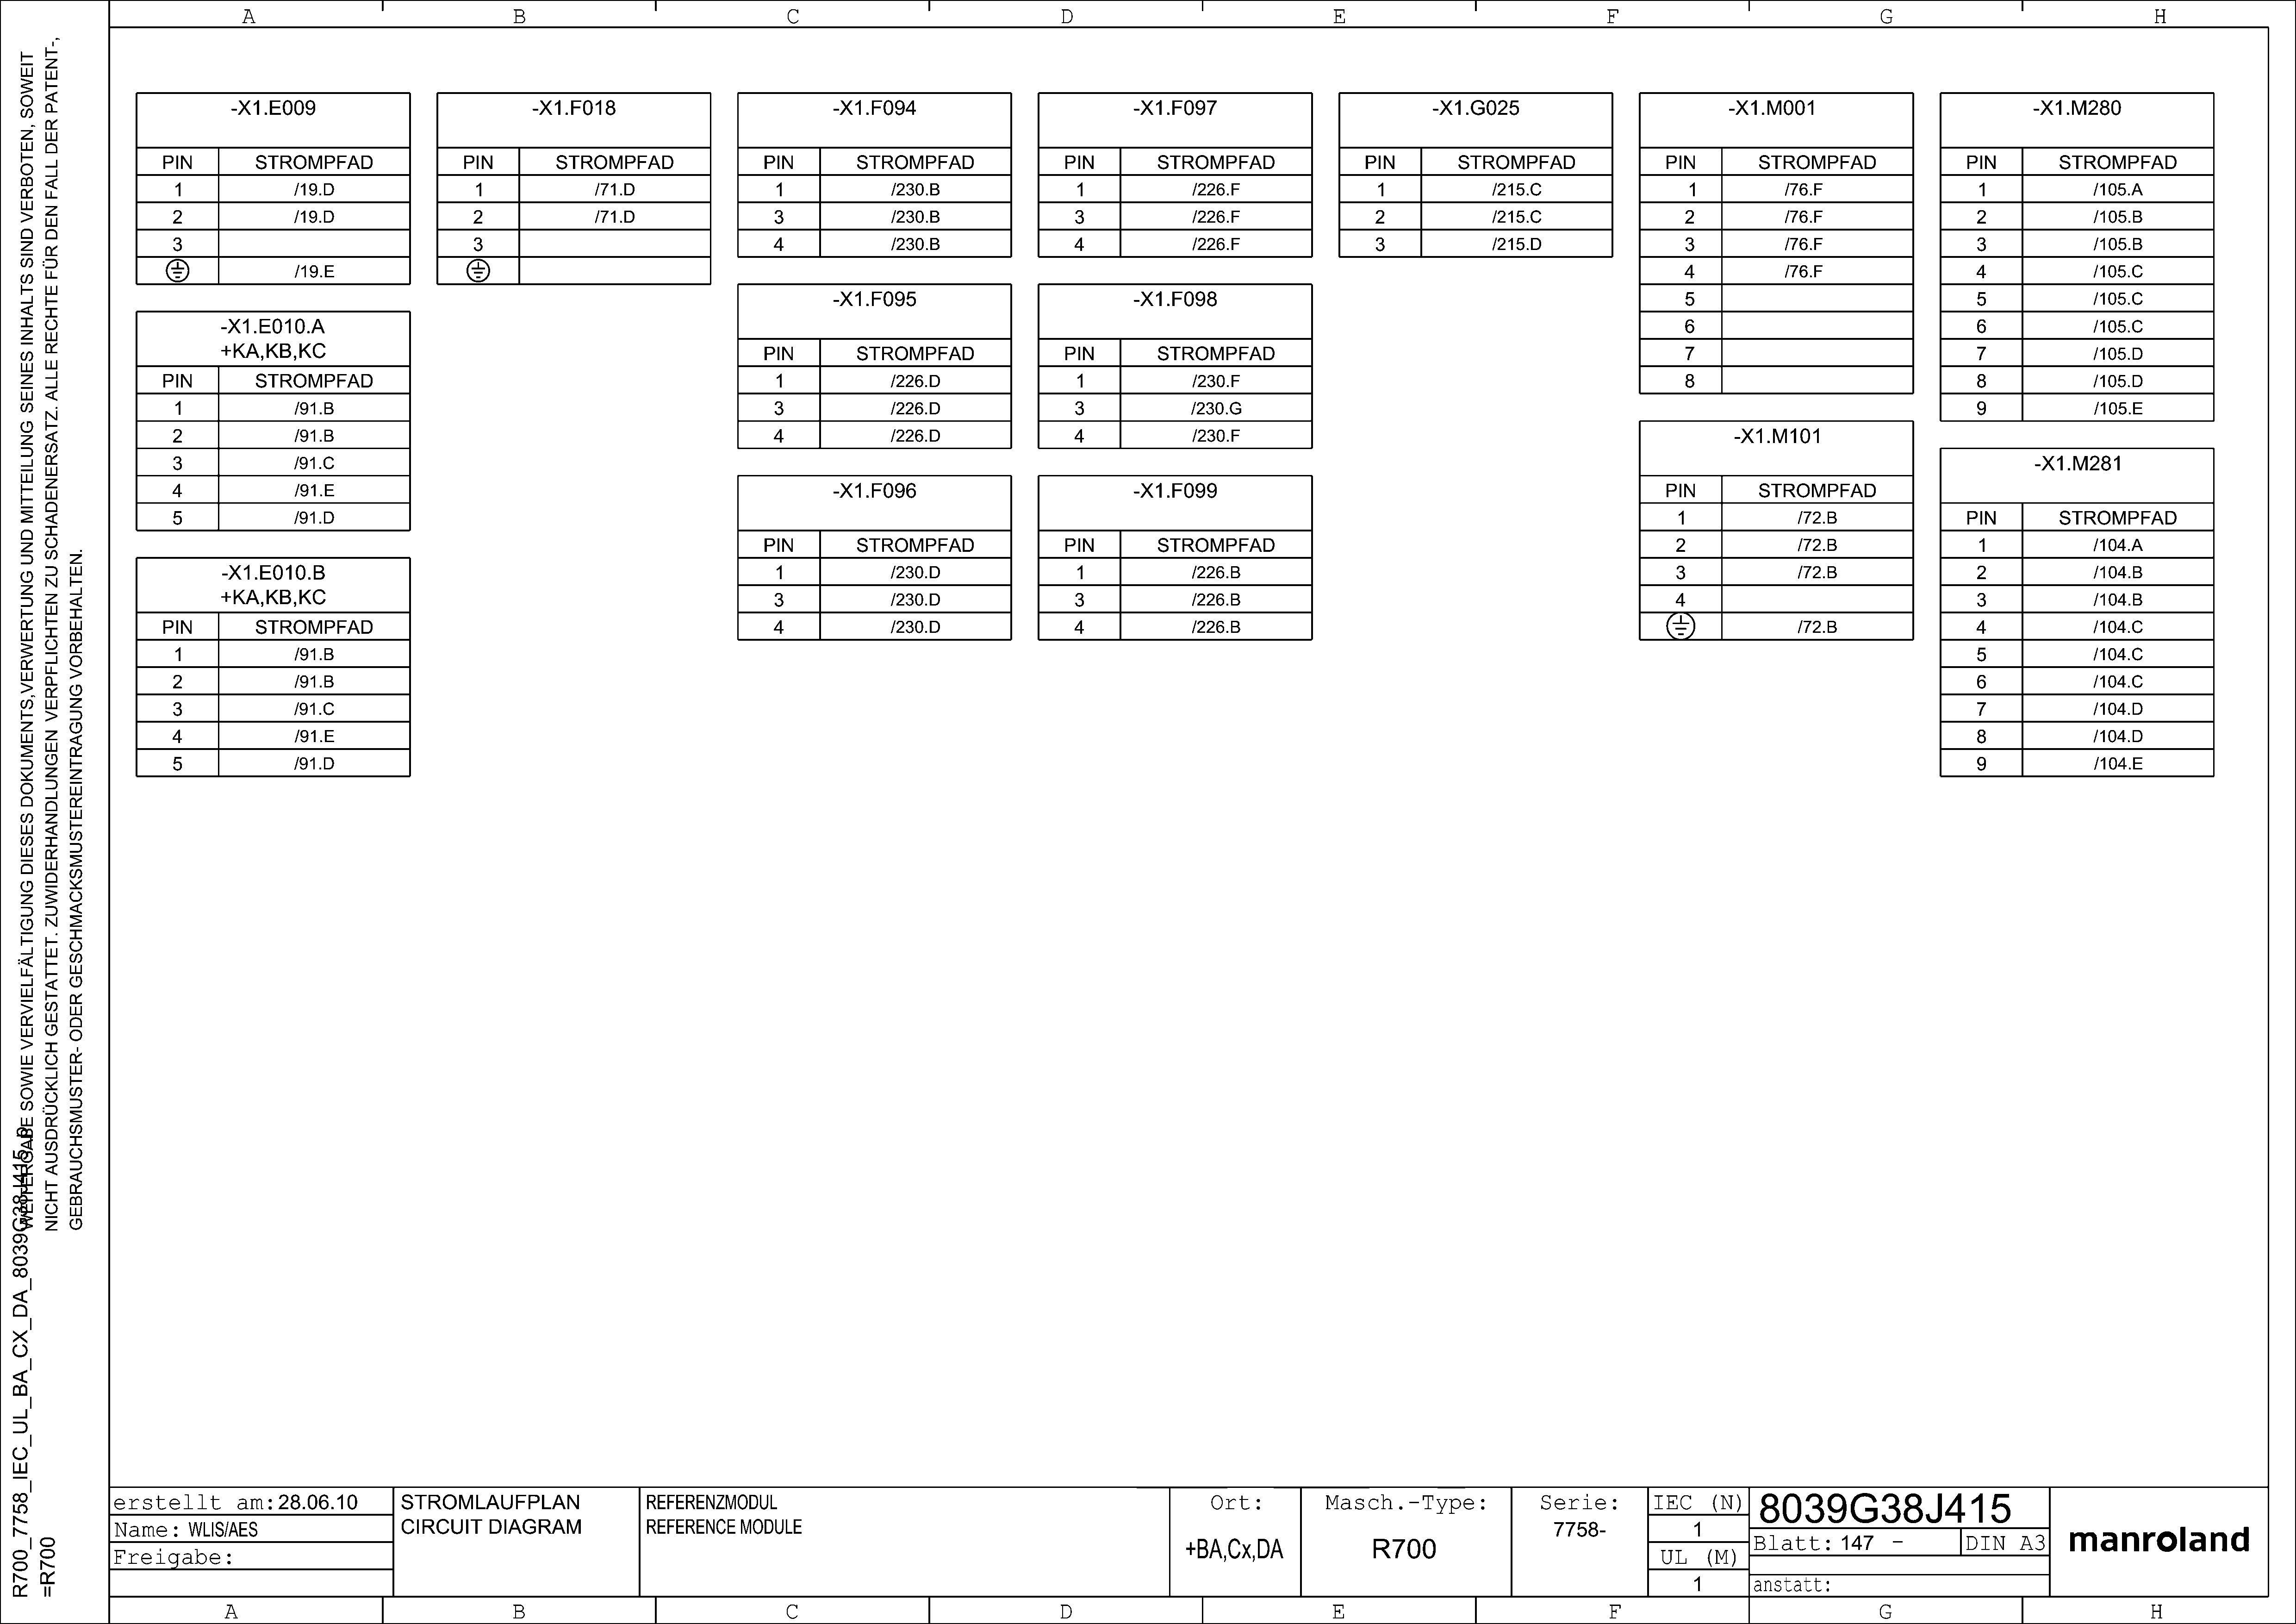 A B C D E F G H
-X1.E009
PIN STROMPFAD
1 /19.D
2 /19.D
3
/19.E
-X1.E010.A
+KA,KB,KC
PIN STROMPFAD
1 /91.B
2 /91.B
3 /91.C
4 /91.E
5 /91.D
-X1.E010.B
+KA,KB,KC
PIN STROMPFAD
1 /91.B
2 /91.B
3 /91.C
4 /91.E
5 /91.D
-X1.F018
PIN STROMPFAD
1 /71.D
2 /71.D
3
-X1.F094
PIN STROMPFAD
1 /230.B
3 /230.B
4 /230.B
-X1.F095
PIN STROMPFAD
1 /226.D
3 /226.D
4 /226.D
-X1.F096
PIN STROMPFAD
1 /230.D
3 /230.D
4 /230.D
-X1.F097
PIN STROMPFAD
1 /226.F
3 /226.F
4 /226.F
-X1.F098
PIN STROMPFAD
1 /230.F
3 /230.G
4 /230.F
-X1.F099
PIN STROMPFAD
1 /226.B
3 /226.B
4 /226.B
-X1.G025
PIN STROMPFAD
1 /215.C
2 /215.C
3 /215.D
-X1.M001
PIN STROMPFAD
1 /76.F
2 /76.F
3 /76.F
4 /76.F
5
6
7
8
-X1.M101
PIN STROMPFAD
1 /72.B
2 /72.B
3 /72.B
4
/72.B
-X1.M280
PIN STROMPFAD
1 /105.A
2 /105.B
3 /105.B
4 /105.C
5 /105.C
6 /105.C
7 /105.D
8 /105.D
9 /105.E
-X1.M281
PIN STROMPFAD
1 /104.A
2 /104.B
3 /104.B
4 /104.C
5 /104.C
6 /104.C
7 /104.D
8 /104.D
9 /104.E
WEITERGABE SOWIE VERVIELFÄLTIGUNG DIESES DOKUMENTS,VERWERTUNG UND MITTEILUNG SEINES INHALTS SIND VERBOTEN, SOWEIT
NICHT AUSDRÜCKLICH GESTATTET. ZUWIDERHANDLUNGEN VERPFLICHTEN ZU SCHADENERSATZ. ALLE RECHTE FÜR DEN FALL DER PATENT-,
GEBRAUCHSMUSTER- ODER GESCHMACKSMUSTEREINTRAGUNG VORBEHALTEN.
R700_7758_IEC_UL_BA_CX_DA_8039G38J415_D
=R700
erstellt am: 28.06.10
Name: WLIS/AES
Freigabe:
STROMLAUFPLAN
CIRCUIT DIAGRAM
REFERENZMODUL
REFERENCE MODULE
Ort:
+BA,Cx,DA
Masch.-Type:
R700
Serie:
7758-
IEC (N)
1
UL (M)
1
8039G38J415
Blatt: 147 - DIN A3
anstatt:
manroland
A B C D E F G H